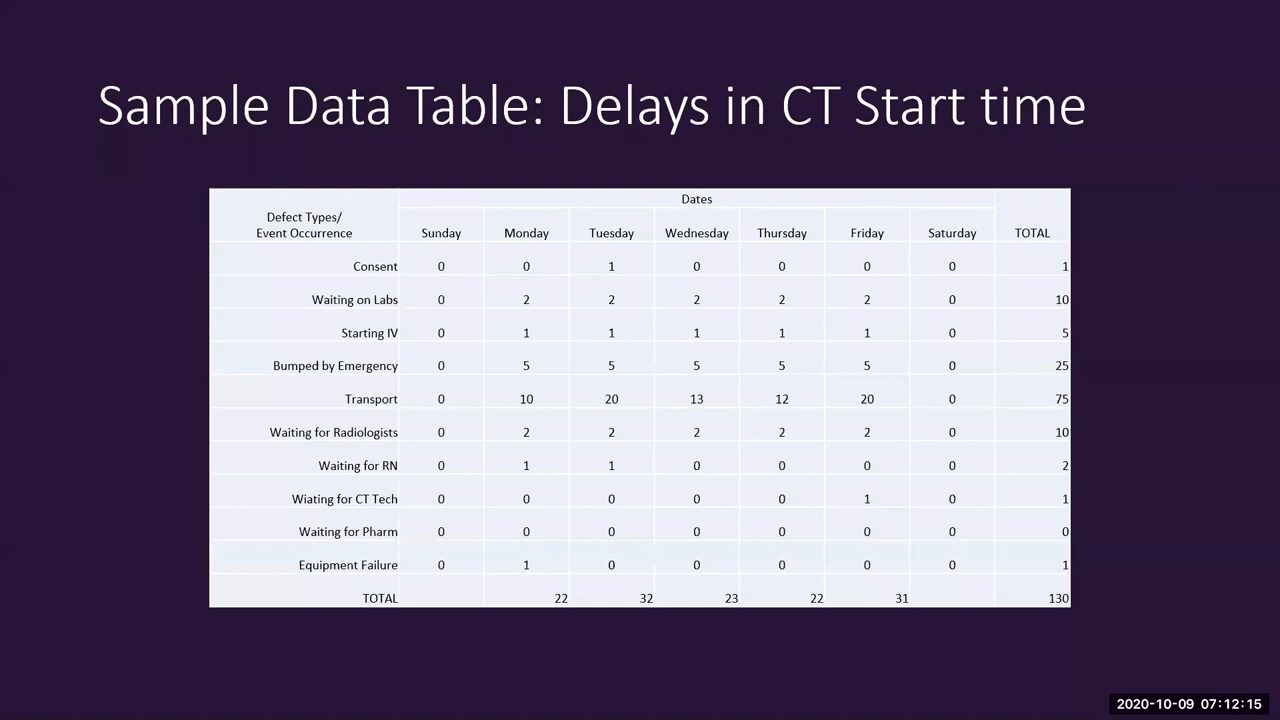 Sample Data Table: Delays in CT Start time
Dates
Defect Types/
Event Occurrence Sunday Monday Tuesday Wednesday Thursday Friday Saturday TOTAL
Consent 0 0 1 0 0 0 0 1
Waiting on Labs 0 2 2 2 2 2 0 10
Starting IV 0 1 1 1 1 1 0 5
Bumped by Emergency 0 5 5 5 5 5 0 25
Transport 0 10 20 13 12 20 0 75
Waiting for Radiologists 0 2 2 2 2 2 0 10
Waiting for RN 0 1 1 0 0 0 0 2
Wiating for CT Tech 0 0 0 0 0 1 0 1
Waiting for Pharm 0 0 0 0 0 0 0 0
Equipment Failure 0 1 0 0 0 0 0 1
TOTAL 22 32 23 22 31 130
2020-10-09 07:12:15